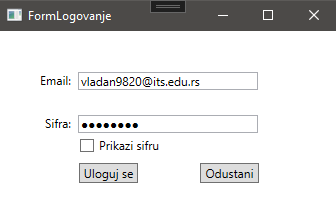 FormLogovanje
Email: vladan9820@its.edu.rs
Sifra: ●●●●●●●●
Prikazi sifru
Uloguj se Odustani